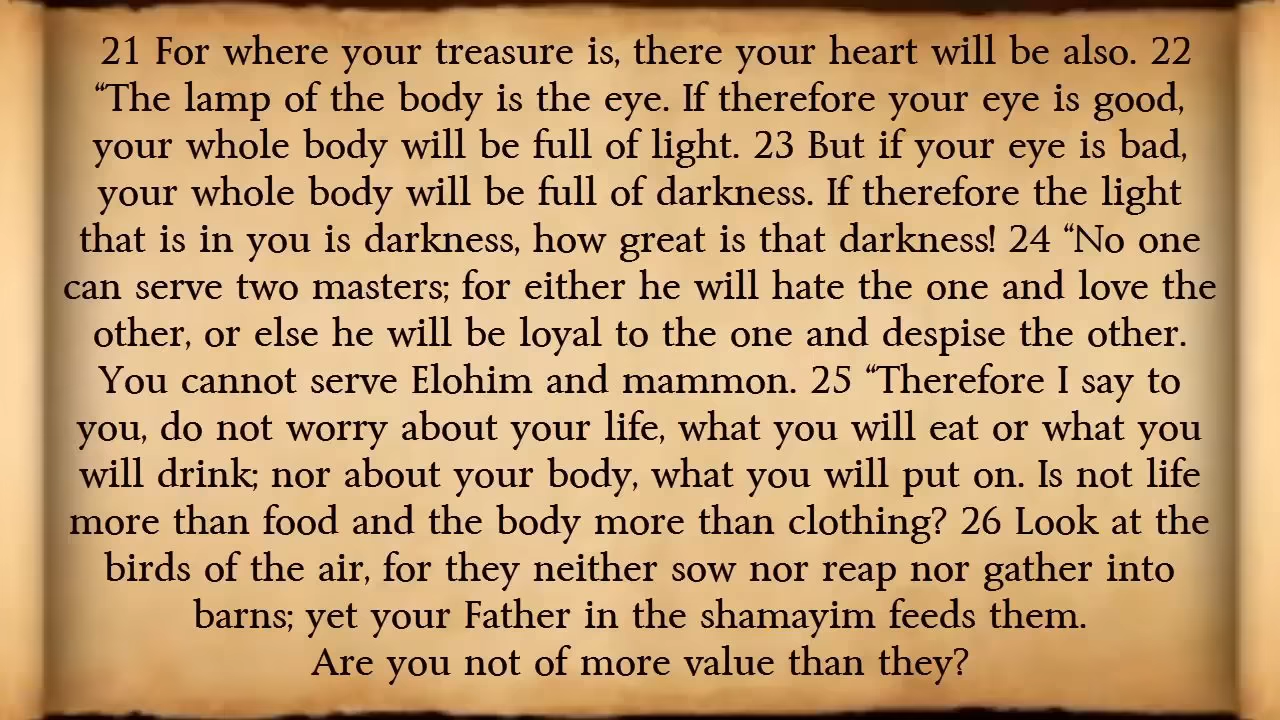 21 For where your treasure is, there your heart will be also. 22
“The lamp of the body is the eye. If therefore your eye is good,
your whole body will be full of light. 23 But if your eye is bad,
your whole body will be full of darkness. If therefore the light
that is in you is darkness, how great is that darkness! 24 “No one
can serve two masters; for either he will hate the one and love the
other, or else he will be loyal to the one and despise the other.
You cannot serve Elohim and mammon. 25 “Therefore I say to
you, do not worry about your life, what you will eat or what you
will drink; nor about your body, what you will put on. Is not life
more than food and the body more than clothing? 26 Look at the
birds of the air, for they neither sow nor reap nor gather into
barns; yet your Father in the shamayim feeds them.
Are you not of more value than they?